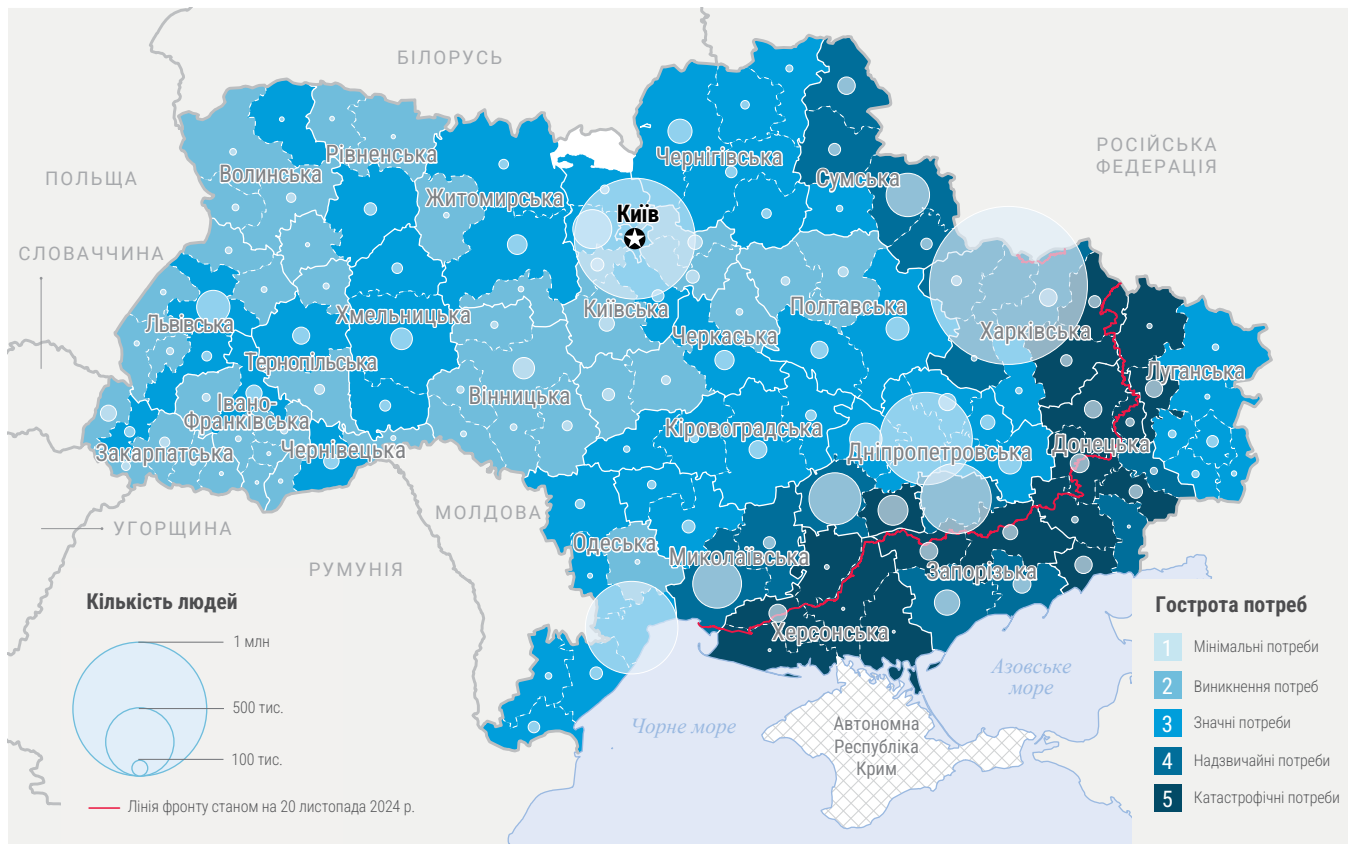 БІЛОРУСЬ
РОСІЙСЬКА
ФЕДЕРАЦІЯ
ПОЛЬЩА
СЛОВАЧЧИНА
УГОРЩИНА
РУМУНІЯ
МОЛДОВА
Волинська
Рівненська
Житомирська
Чернігівська
Сумська
Київ
Київська
Львівська
Тернопільська
Хмельницька
Вінницька
Черкаська
Полтавська
Харківська
Луганська
Івано-
Франківська
Закарпатська
Чернівецька
Кіровоградська
Дніпропетровська
Донецька
Одеська
Миколаївська
Запорізька
Херсонська
Автономна
Республіка
Крим
Чорне море
Азовське
море
Кількість людей
1 млн
500 тис.
100 тис.
Лінія фронту станом на 20 листопада 2024 р.
Гострота потреб
1 Мінімальні потреби
2 Виникнення потреб
3 Значні потреби
4 Надзвичайні потреби
5 Катастрофічні потреби